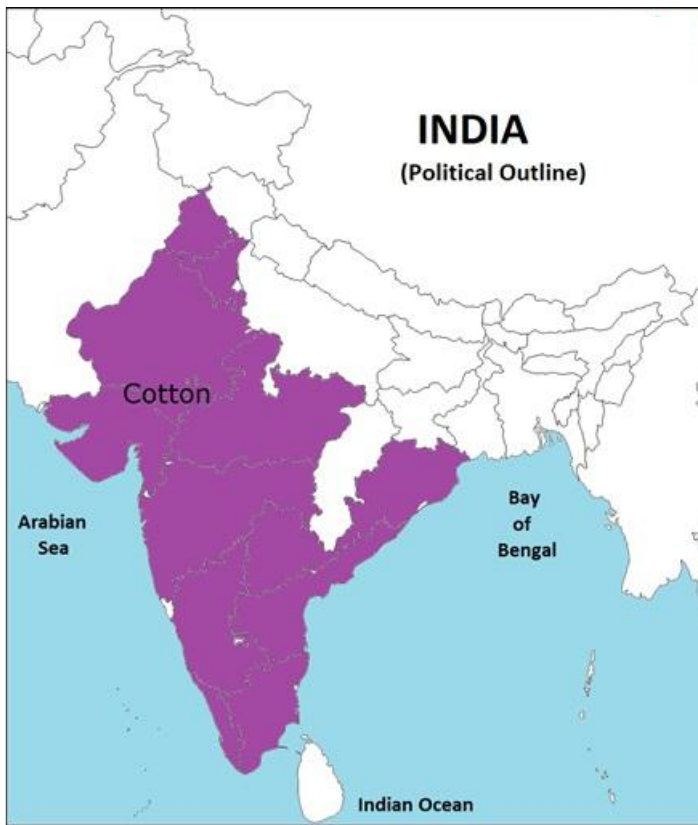 INDIA
(Political Outline)
Cotton
Arabian
Sea
Bay
of
Bengal
Indian Ocean